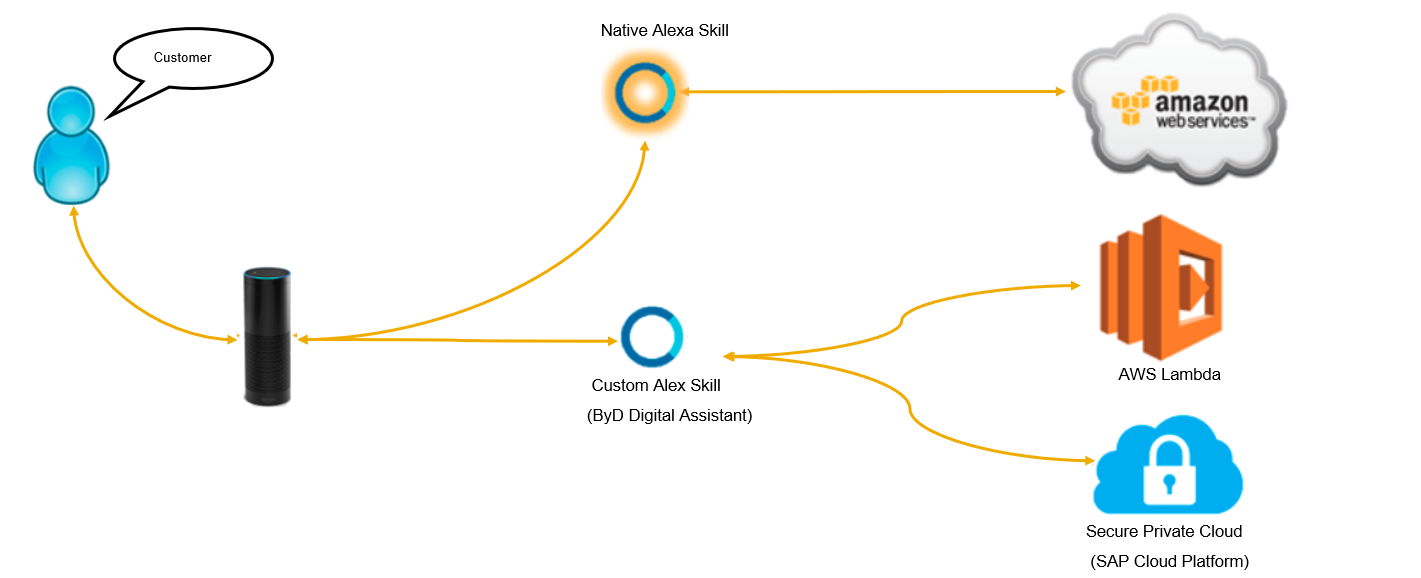 Customer
Native Alexa Skill
amazon
webservices™
Custom Alex Skill
(ByD Digital Assistant)
AWS Lambda
Secure Private Cloud
(SAP Cloud Platform)